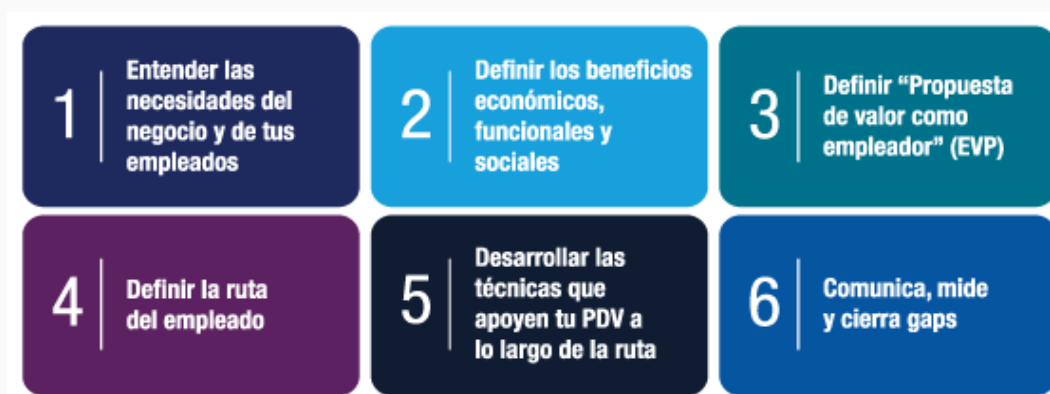 1
Entender las
necesidades del
negocio y de tus
empleados
2
Definir los beneficios
económicos,
funcionales y
sociales
3
Definir “Propuesta
de valor como
empleador” (EVP)
4
Definir la ruta
del empleado
5
Desarrollar las
técnicas que
apoyen tu PDV a
lo largo de la ruta
6
Comunica, mide
y cierra gaps